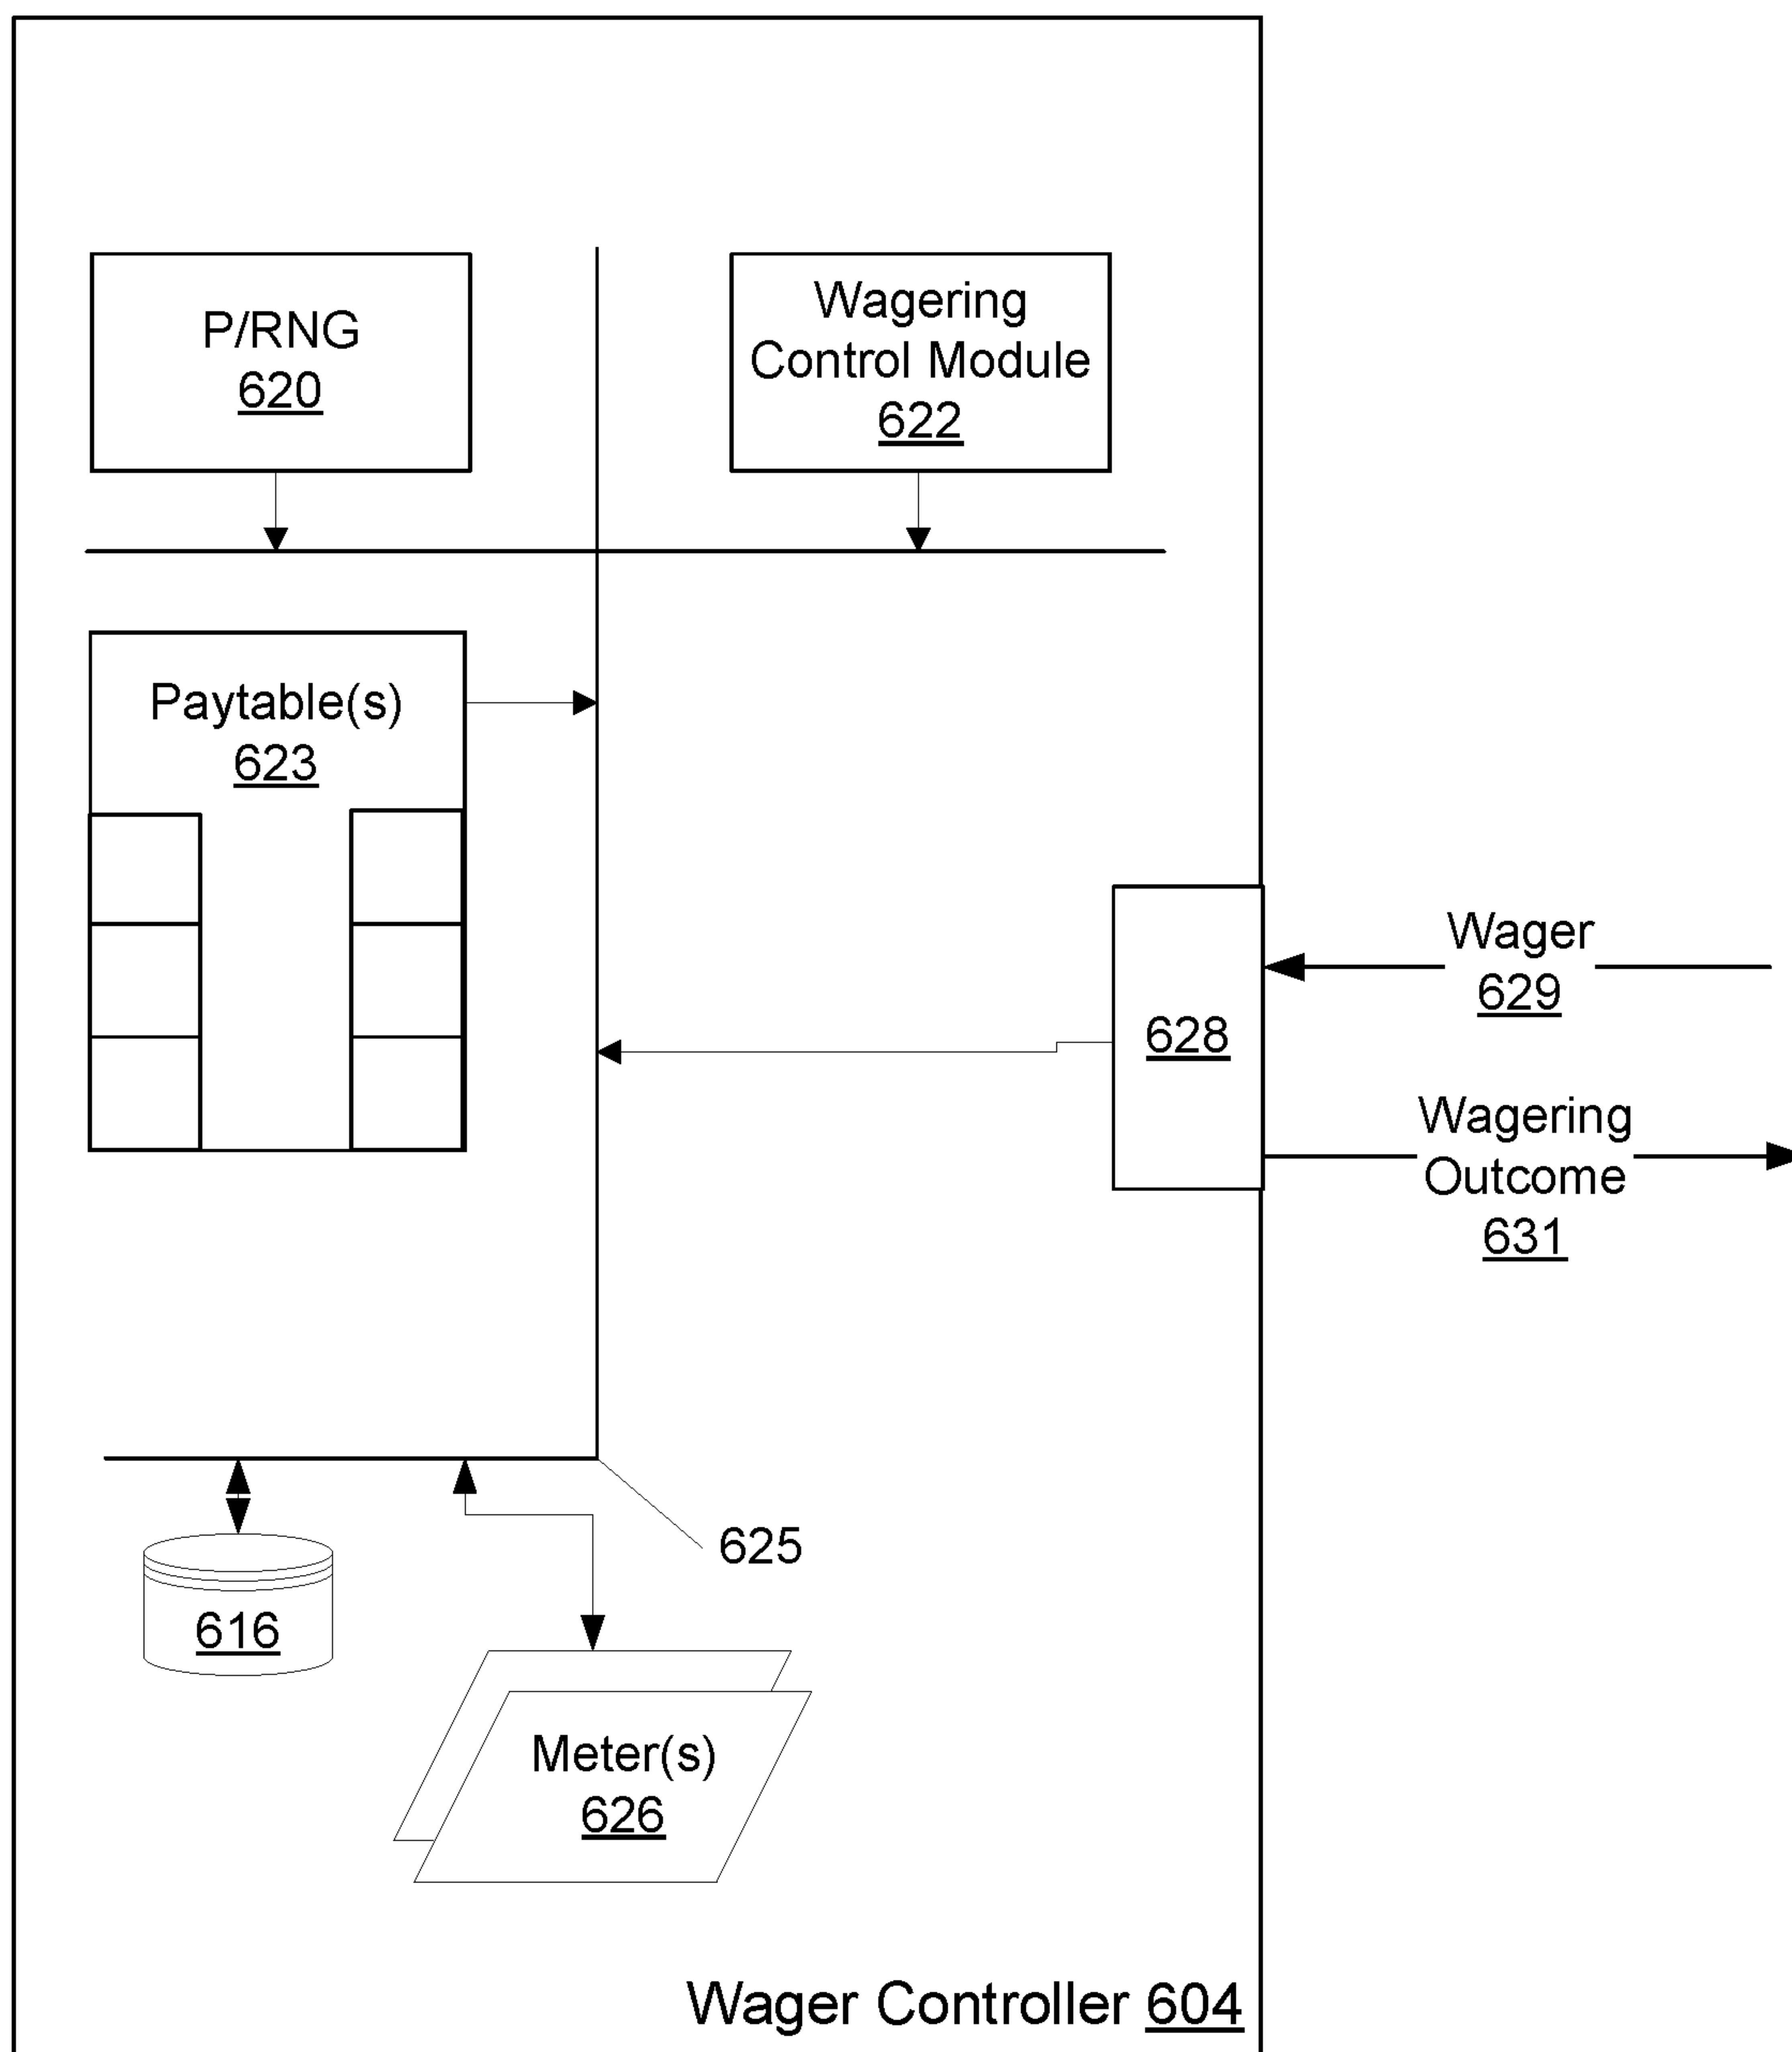 P/RNG
620
Wagering
Control Module
622
Paytable(s)
623
Wager
629
628
Wagering
Outcome
631
625
616
Meter(s)
626
Wager Controller 604